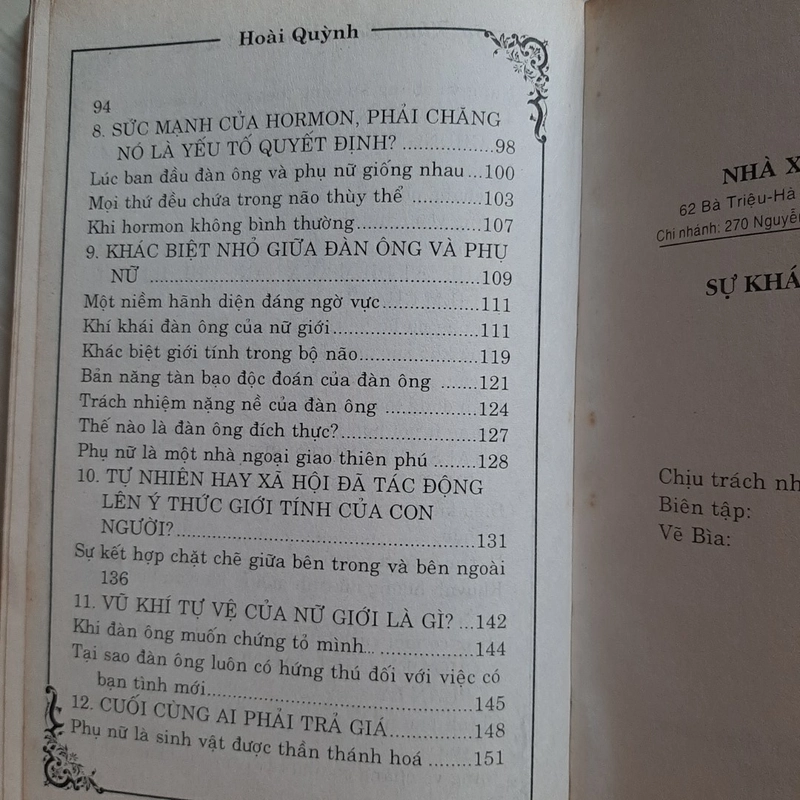 Hoài Quỳnh
94
8. SỨC MẠNH CỦA HORMON, PHẢI CHĂNG
NÓ LÀ YẾU TỐ QUYẾT ĐỊNH? ................98
Lúc ban đầu đàn ông và phụ nữ giống nhau ...100
Mọi thứ đều chứa trong não thùy thể ............103
Khi hormon không bình thường ...................107
9. KHÁC BIỆT NHỎ GIỮA ĐÀN ÔNG VÀ PHỤ
NỮ ..................................................109
Một niềm hãnh diện đáng ngờ vực ................111
Khí khái đàn ông của nữ giới ......................111
Khác biệt giới tính trong bộ não ..................119
Bản năng tàn bạo độc đoán của đàn ông ........121
Trách nhiệm nặng nề của đàn ông ...............124
Thế nào là đàn ông đích thực? .....................127
Phụ nữ là một nhà ngoại giao thiên phú ........128
10. TỰ NHIÊN HAY XÃ HỘI ĐÃ TÁC ĐỘNG
LÊN Ý THỨC GIỚI TÍNH CỦA CON
NGƯỜI? .............................................131
Sự kết hợp chặt chẽ giữa bên trong và bên ngoài
136
11. VŨ KHÍ TỰ VỆ CỦA NỮ GIỚI LÀ GÌ? ...142
Khi đàn ông muốn chứng tỏ mình... ...............144
Tại sao đàn ông luôn có hứng thú đối với việc có
bạn tình mới .......................................145
12. CUỐI CÙNG AI PHẢI TRẢ GIÁ ...............148
Phụ nữ là sinh vật được thần thánh hoá ........151
NHÀ X
62 Bà Triệu-Hà
Chi nhánh: 270 Nguyễn
SỰ KHÁ
Chịu trách nh
Biên tập:
Vẽ Bìa: